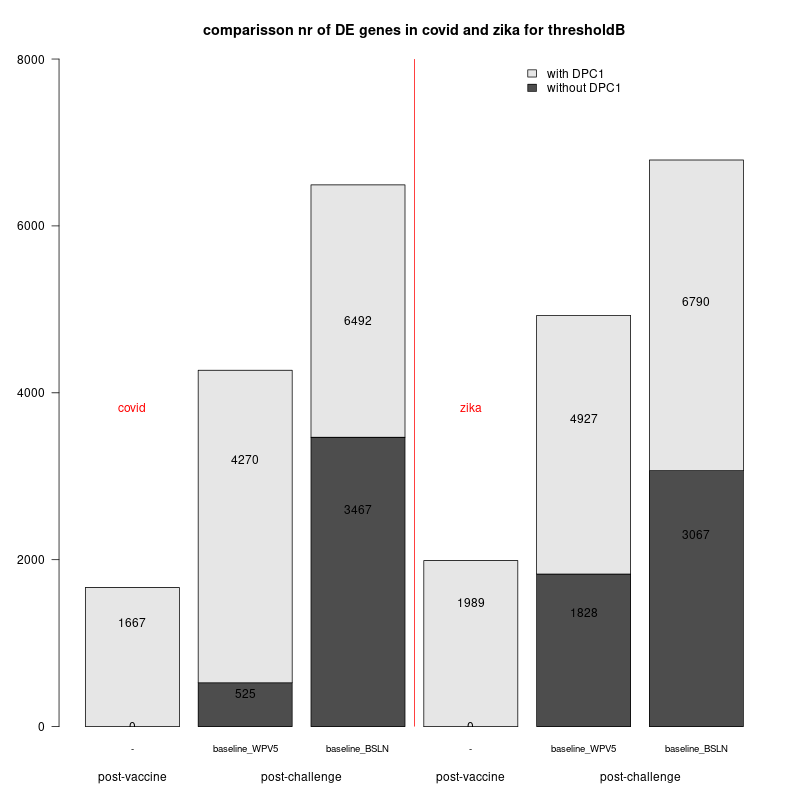 comparisson nr of DE genes in covid and zika for thresholdB
8000
with DPC1
without DPC1
6000
6492
6790
4000
covid
zika
4270
4927
3467
3067
2000
1667
1989
1828
525
0
0
0
-
baseline_WPV5
baseline_BSLN
-
baseline_WPV5
baseline_BSLN
post-vaccine
post-challenge
post-vaccine
post-challenge